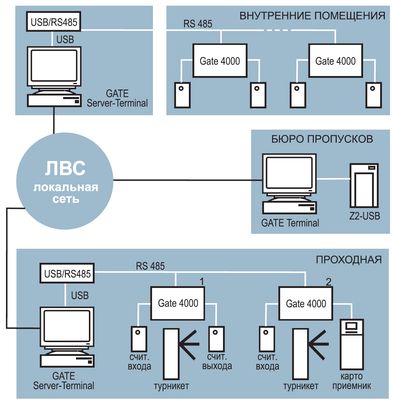 USB/RS485
USB
GATE
Server-Terminal
RS 485
ВНУТРЕННИЕ ПОМЕЩЕНИЯ
Gate 4000
Gate 4000
ЛВС
локальная
сеть
БЮРО ПРОПУСКОВ
GATE Terminal
Z2-USB
ПРОХОДНАЯ
USB/RS485
RS 485
USB
GATE
Server-Terminal
1
Gate 4000
счит.
входа
турникет
счит.
выхода
2
Gate 4000
счит.
входа
турникет
карто
приемник